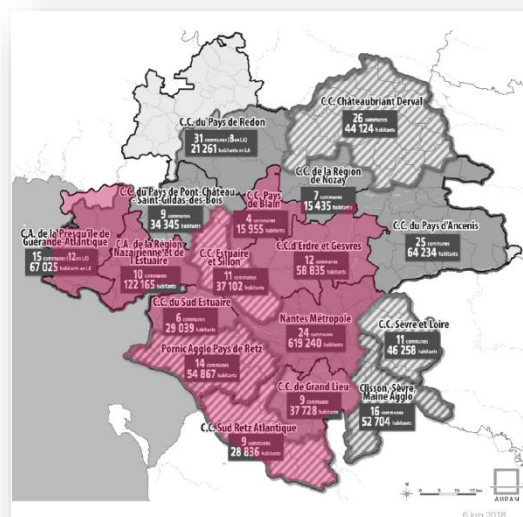 C.C. Châteaubriant Derval
26 communes
44 124 habitants
C.C. du Pays de Redon
31 communes (8 en LA)
21 261 habitants en LA
C.C. de la Région
de Nozay
7 communes
15 435 habitants
C.C. du Pays de Pont-Château
-Saint-Gildas-des-Bois
9 communes
34 345 habitants
C.C. Pays
de Blain
4 communes
15 955 habitants
C.C. du Pays d'Ancenis
25 communes
64 234 habitants
C.A. de la Presqu'île de
Guérande-Atlantique
15 communes (12 en LA)
67 025 habitants en LA
C.A. de la Région
Nazairienne et de
l'Estuaire
10 communes
122 165 habitants
C.C. Estuaire
et Sillon
11 communes
37 102 habitants
C.C.d'Erdre et Gesvres
12 communes
58 835 habitants
C.C. du Sud Estuaire
6 communes
29 039 habitants
Nantes Métropole
24 communes
619 240 habitants
C.C. Sèvre et Loire
11 communes
46 258 habitants
Pornic Agglo Pays de Retz
14 communes
54 867 habitants
C.C. de Grand Lieu
9 communes
37 728 habitants
Clisson, Sèvre,
Maine Agglo
16 communes
52 704 habitants
C.C. Sud Retz Atlantique
9 communes
28 836 habitants
N
0 5 10 15 km
AURAN
6 juin 2018